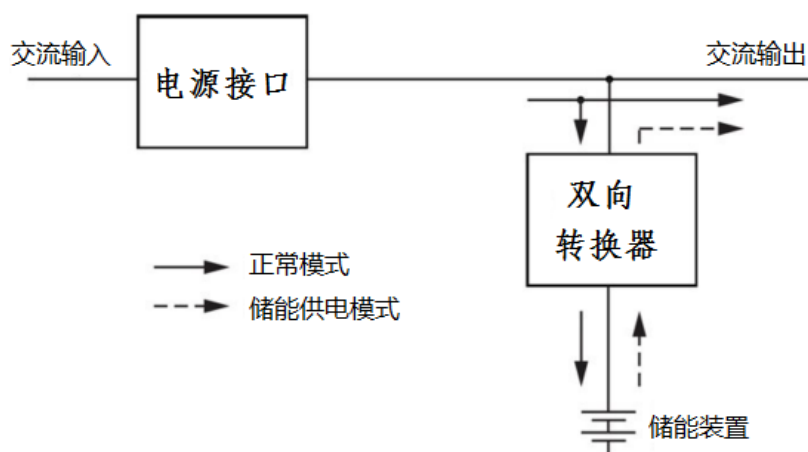 交流输入
电源接口
交流输出
双向
转换器
正常模式
储能供电模式
储能装置